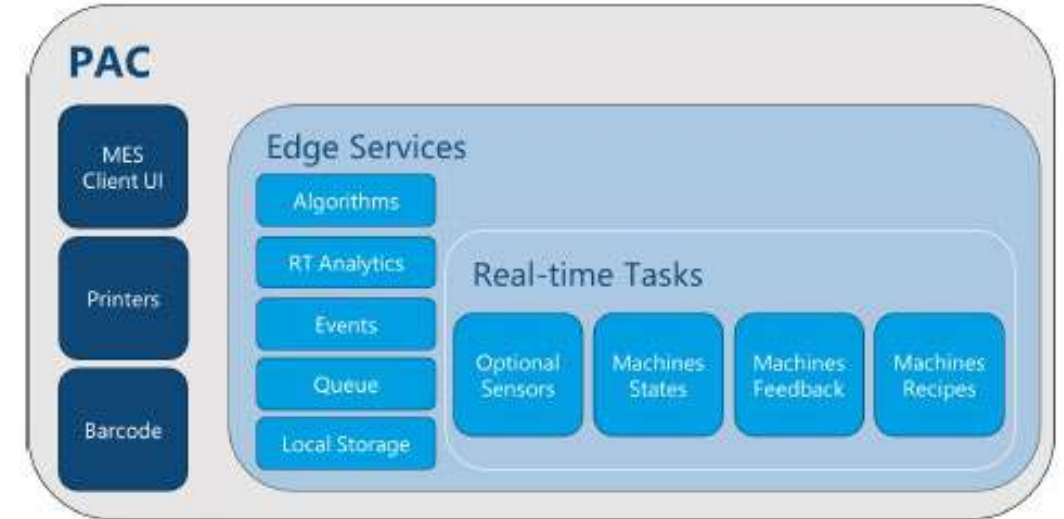 PAC
MES
Client UI
Printers
Barcode
Edge Services
Algorithms
RT Analytics
Events
Queue
Local Storage
Real-time Tasks
Optional
Sensors
Machines
States
Machines
Feedback
Machines
Recipes